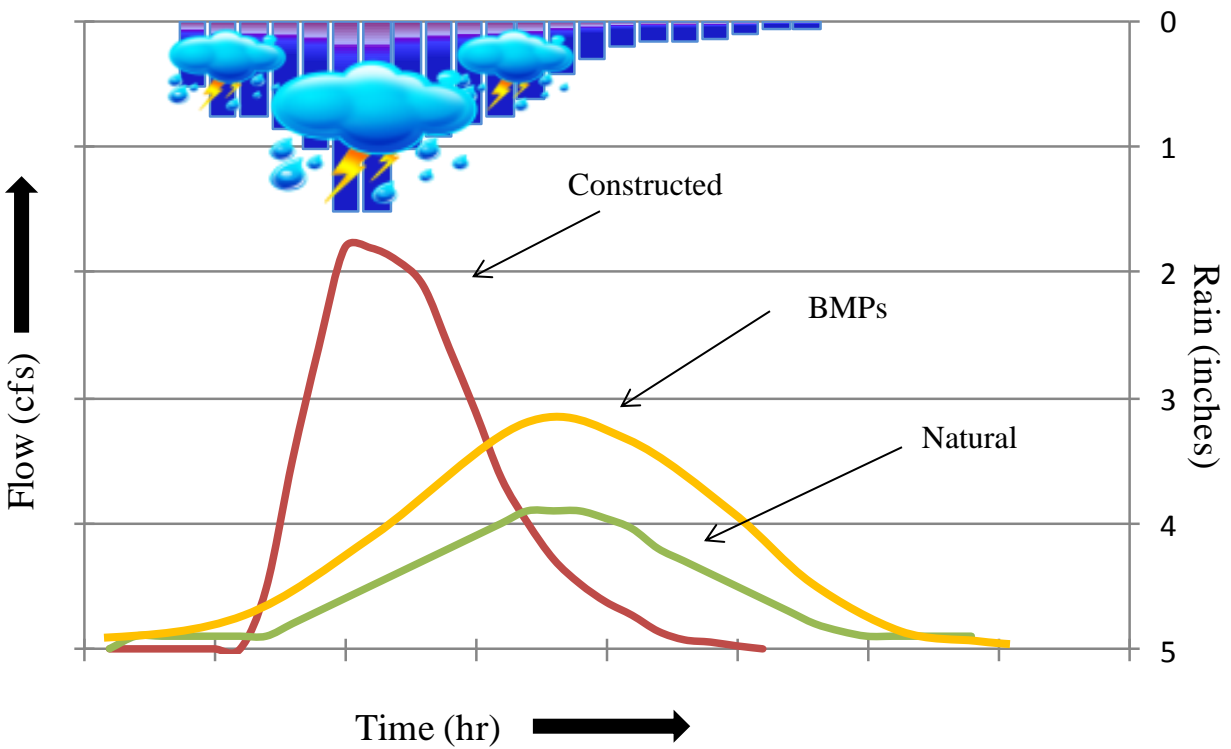 0
1
Constructed
2
BMPs
3
Natural
4
5
Flow (cfs)
Rain (inches)
Time (hr)